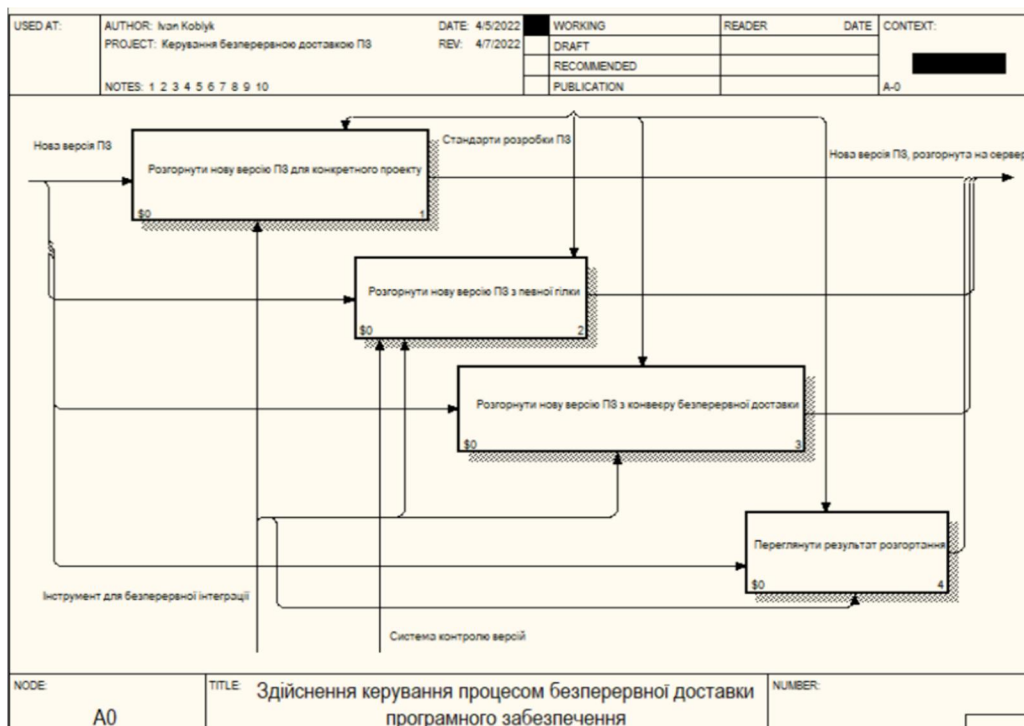 USED AT:
AUTHOR: Ivan Koblyk
DATE: 4/5/2022
WORKING
READER
DATE
CONTEXT:
PROJECT: Керування безперервною доставкою ПЗ
REV: 4/7/2022
DRAFT
RECOMMENDED
NOTES: 1 2 3 4 5 6 7 8 9 10
PUBLICATION
A-0
Нова версія ПЗ
Стандарти розробки ПЗ
Нова версія ПЗ, розгорнута на сервер
Розгорнути нову версію ПЗ для конкретного проекту
$0
1
Розгорнути нову версію ПЗ з певної гілки
$0
2
Розгорнути нову версію ПЗ з конвеєру безперервної доставки
$0
3
Переглянути результат розгортання
$0
4
Інструмент для безперервної інтеграції
Система контролю версій
NODE:
TITLE:
Здійснення керування процесом безперервної доставки
NUMBER:
A0
програмного забезпечення